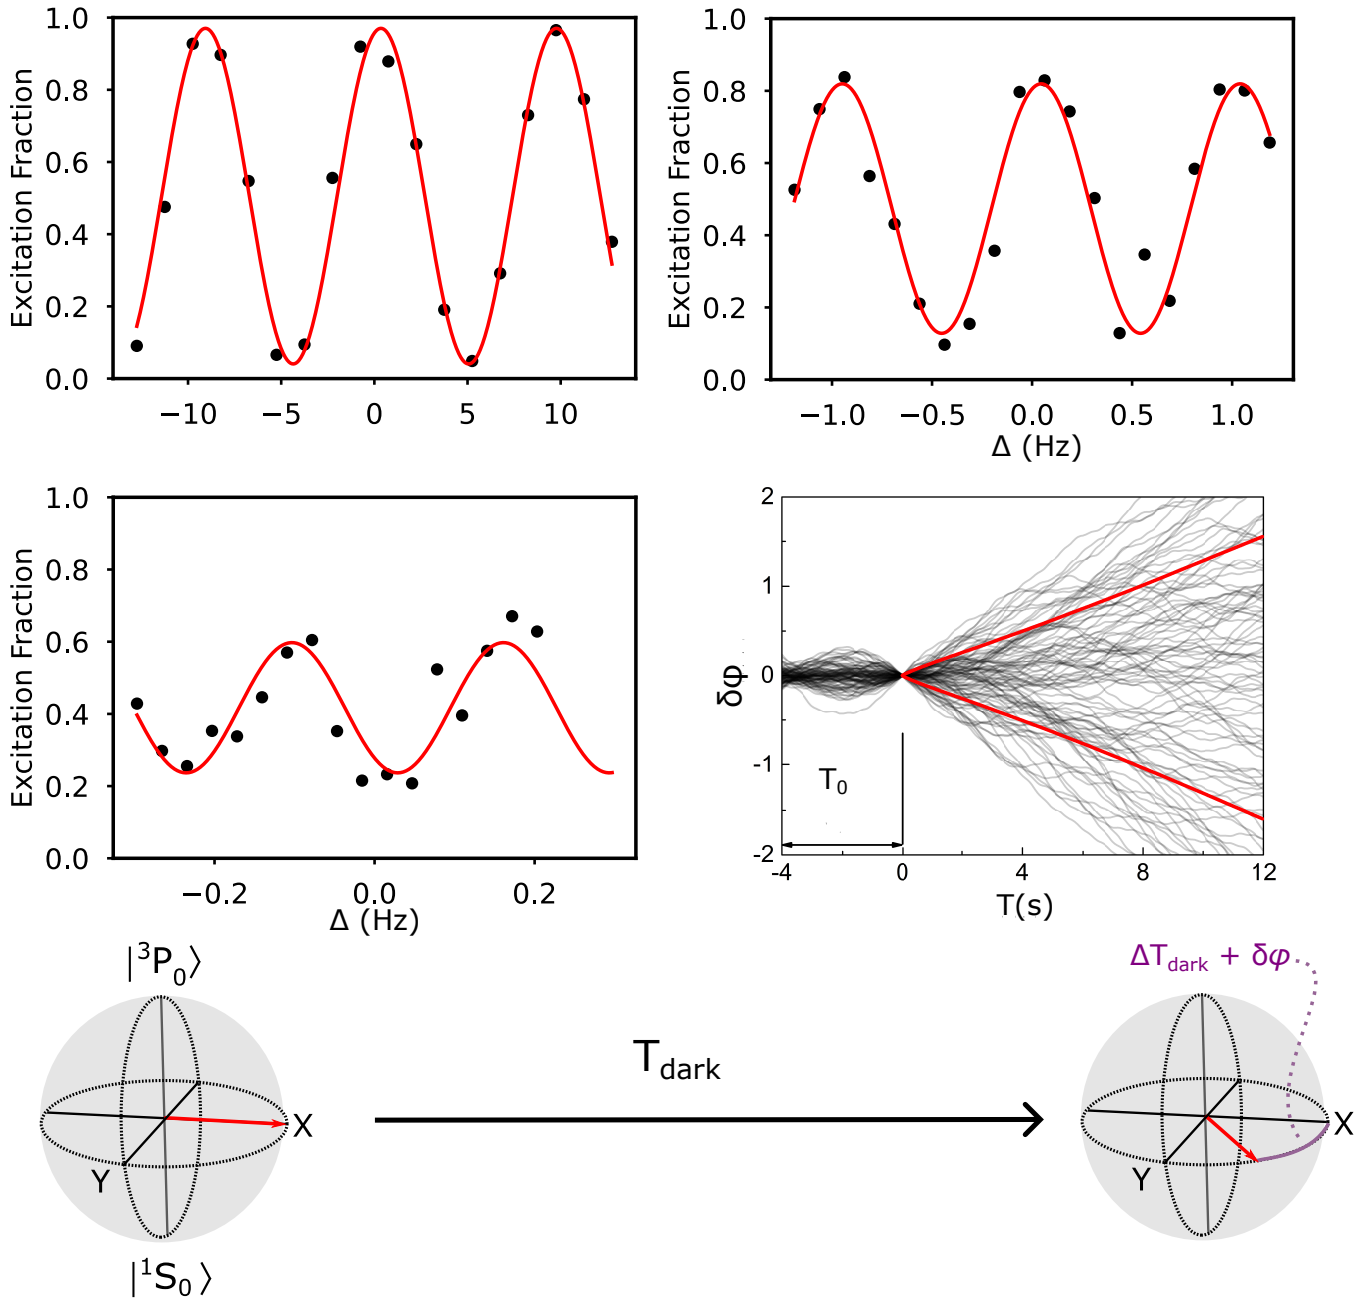 Excitation Fraction
1.0
0.8
0.6
0.4
0.2
0.0
−10 −5 0 5 10
Excitation Fraction
1.0
0.8
0.6
0.4
0.2
0.0
−1.0 −0.5 0.0 0.5 1.0
Δ (Hz)
Excitation Fraction
1.0
0.8
0.6
0.4
0.2
0.0
−0.2 0.0 0.2
Δ (Hz)
δφ
2
1
0
-1
-2
T₀
-4 0 4 8 12
T(s)
|³P₀⟩
X
Y
|¹S₀⟩
T_dark
ΔT_dark + δφ
X
Y